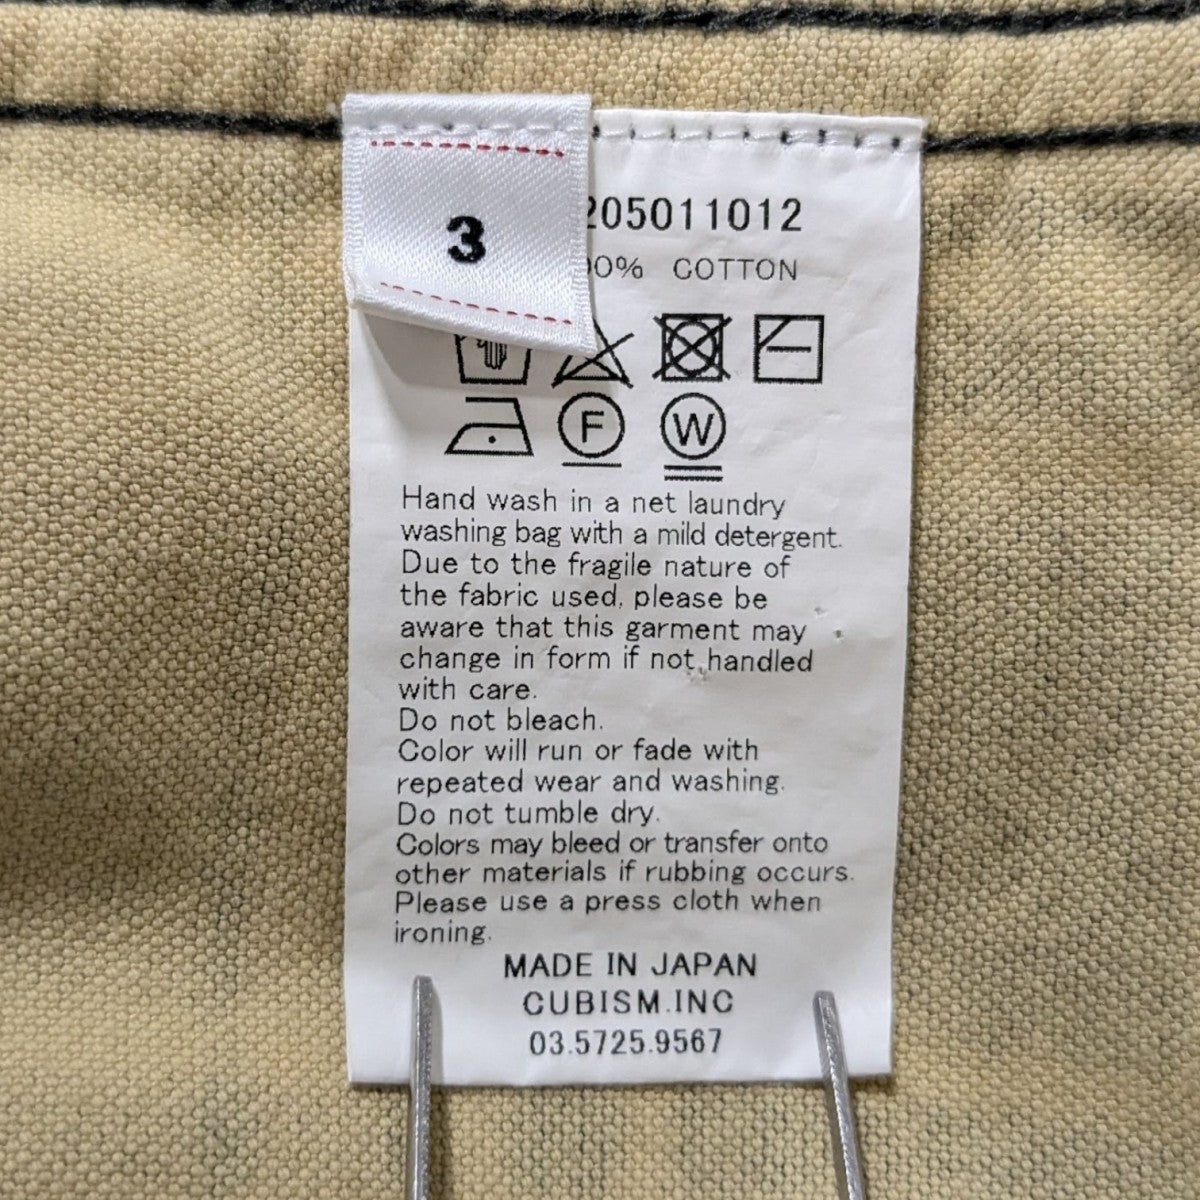 3
205011012
00% COTTON
F W
Hand wash in a net laundry
washing bag with a mild detergent.
Due to the fragile nature of
the fabric used, please be
aware that this garment may
change in form if not handled
with care.
Do not bleach.
Color will run or fade with
repeated wear and washing.
Do not tumble dry.
Colors may bleed or transfer onto
other materials if rubbing occurs.
Please use a press cloth when
ironing.
MADE IN JAPAN
CUBISM.INC
03.5725.9567